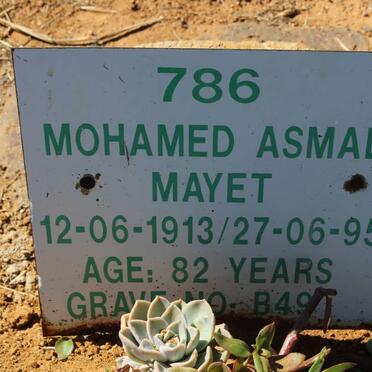 786
MOHAMED ASMAL
MAYET
12-06-1913/27-06-95
AGE: 82 YEARS
GRAVE NO: B49